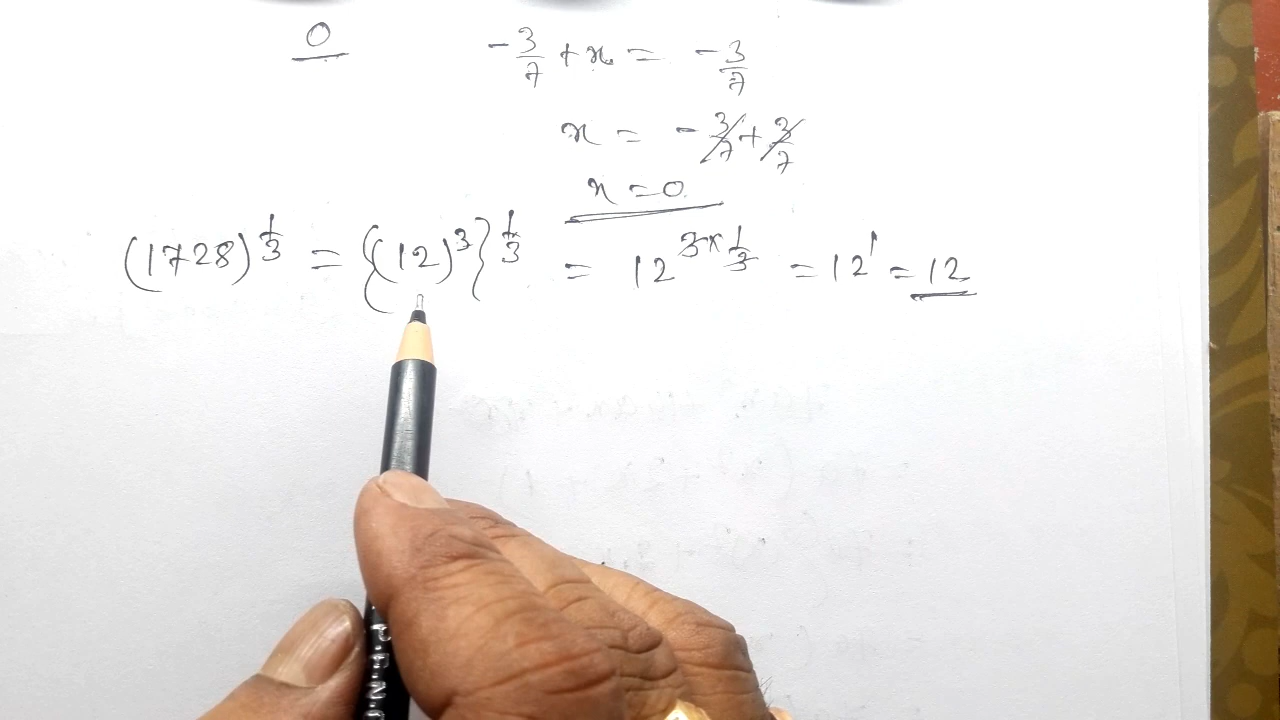 0
-3/7 + x = -3/7
x = -3/7 + 3/7
x = 0
(1728)^1/3 = {(12)^3}^1/3 = 12^3×1/3 = 12^1 = 12
P.B.N.